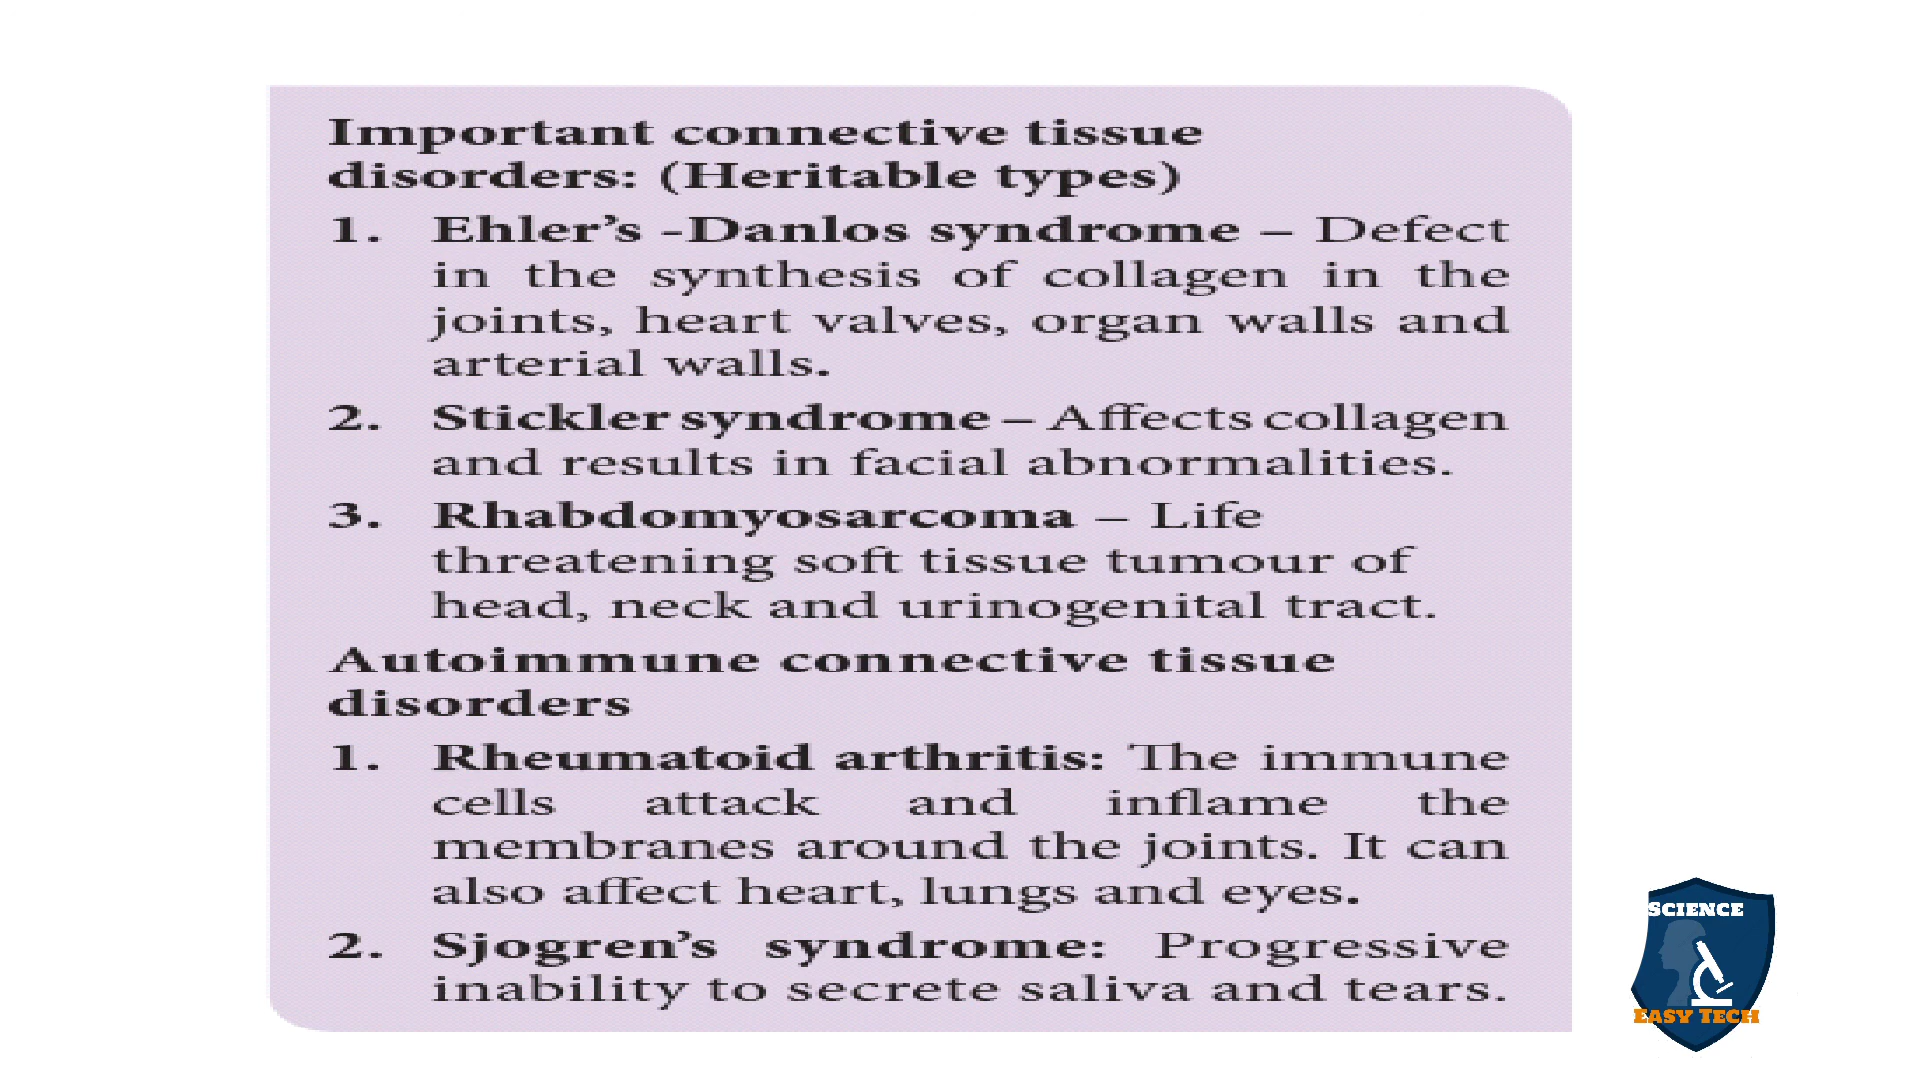 Important connective tissue
disorders: (Heritable types)
1. Ehler’s -Danlos syndrome – Defect
in the synthesis of collagen in the
joints, heart valves, organ walls and
arterial walls.
2. Stickler syndrome – Affects collagen
and results in facial abnormalities.
3. Rhabdomyosarcoma – Life
threatening soft tissue tumour of
head, neck and urinogenital tract.
Autoimmune connective tissue
disorders
1. Rheumatoid arthritis: The immune
cells attack and inflame the
membranes around the joints. It can
also affect heart, lungs and eyes.
2. Sjogren’s syndrome: Progressive
inability to secrete saliva and tears.
SCIENCE
EASY TECH